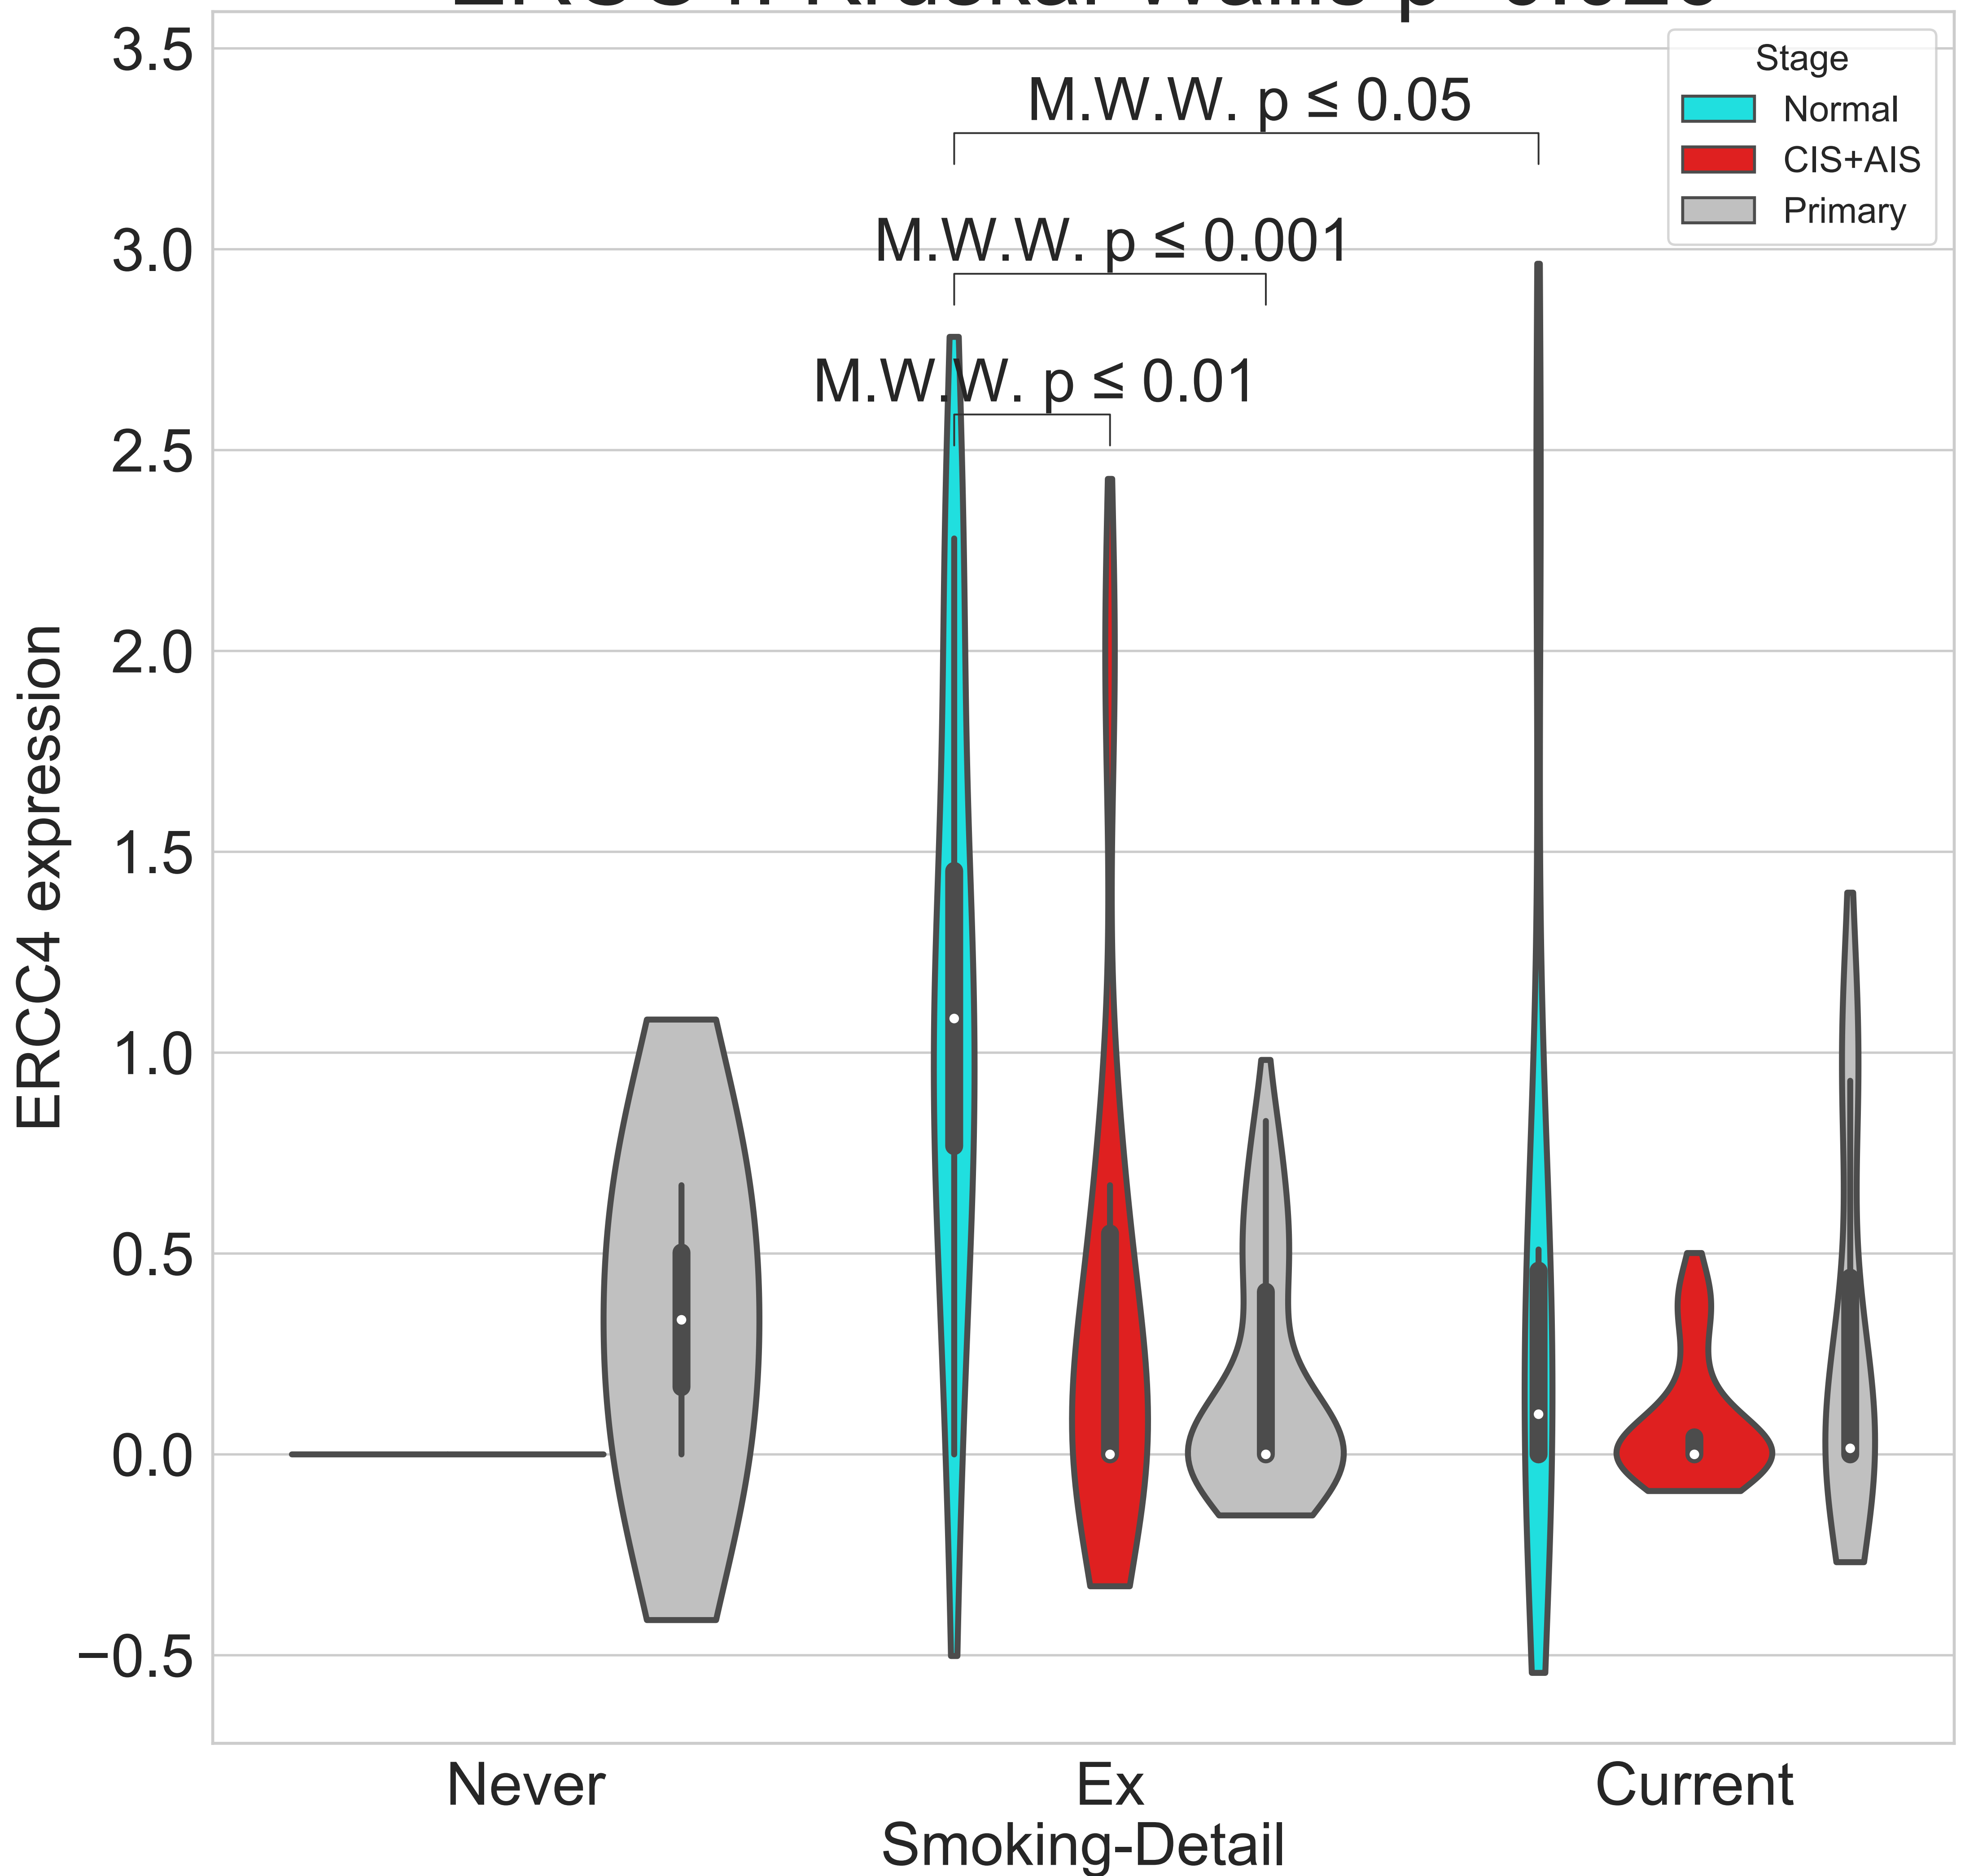 3.5
3.0
2.5
2.0
1.5
1.0
0.5
0.0
−0.5
ERCC4 expression
M.W.W. p ≤ 0.05
M.W.W. p ≤ 0.001
M.W.W. p ≤ 0.01
Stage
Normal
CIS+AIS
Primary
Never
Ex
Current
Smoking-Detail